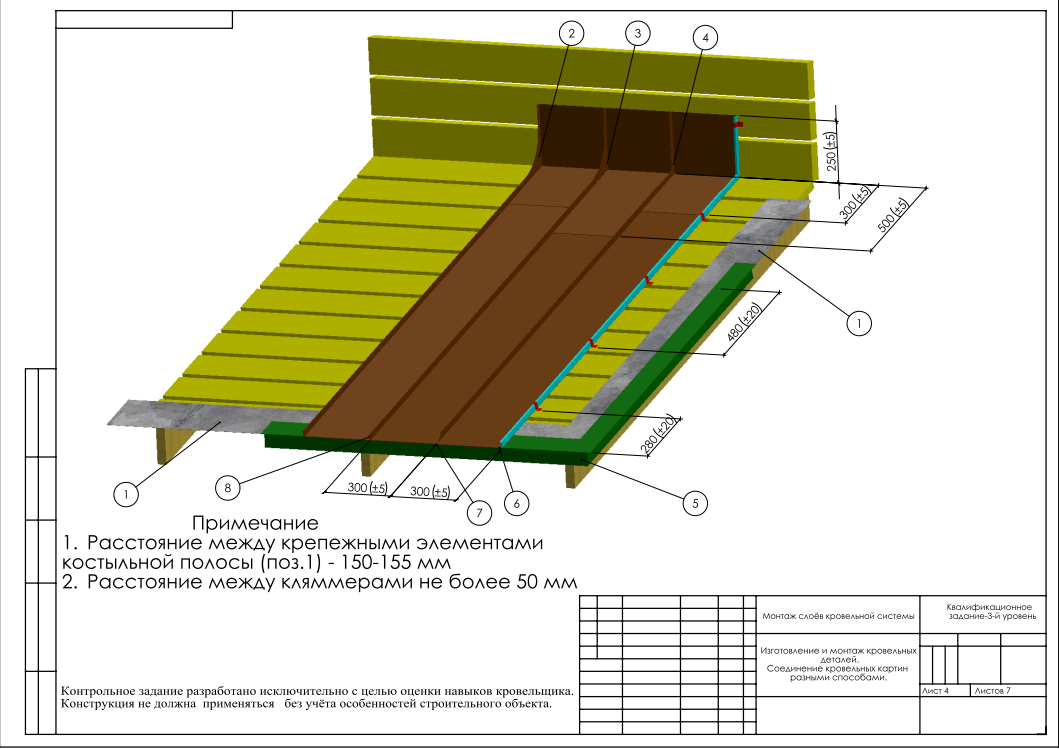 2
3
4
250 (±5)
300 (±5)
500 (±5)
1
480 (±20)
280 (±20)
8
300 (±5)
300 (±5)
1
7
6
5
Примечание
1. Расстояние между крепежными элементами
костыльной полосы (поз.1) - 150-155 мм
2. Расстояние между кляммерами не более 50 мм
Монтаж слоёв кровельной системы
Квалификационное
задание-3-й уровень
Изготовление и монтаж кровельных
деталей.
Соединение кровельных картин
разными способами.
Лист 4
Листов 7
Контрольное задание разработано исключительно с целью оценки навыков кровельщика.
Конструкция не должна применяться без учёта особенностей строительного объекта.